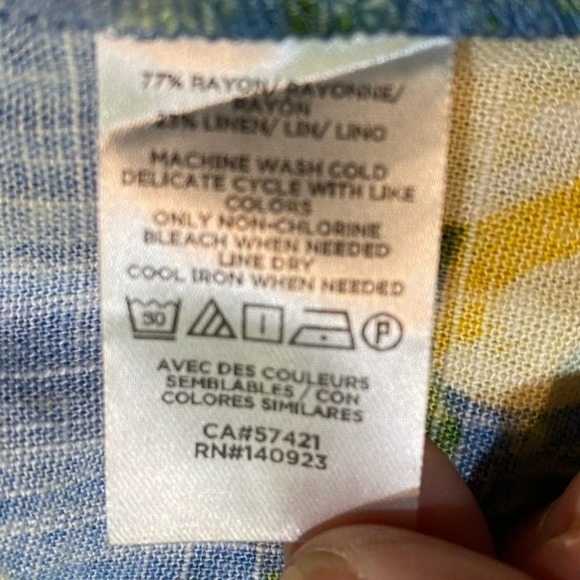 77% RAYON/ RAYONNE/
RAYÓN
23% LINEN/ LIN/ LINO
MACHINE WASH COLD
DELICATE CYCLE WITH LIKE
COLORS
ONLY NON-CHLORINE
BLEACH WHEN NEEDED
LINE DRY
COOL IRON WHEN NEEDED
30 P
AVEC DES COULEURS
SEMBLABLES / CON
COLORES SIMILARES
CA#57421
RN#140923